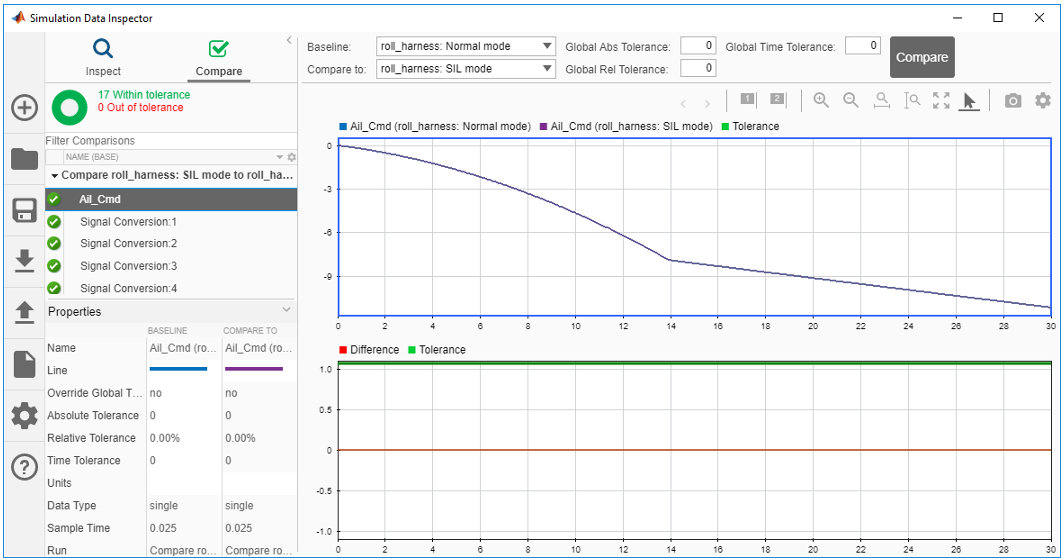 Simulation Data Inspector
Inspect
Compare
17 Within tolerance
0 Out of tolerance
Filter Comparisons
NAME (BASE)
Compare roll_harness: SIL mode to roll_ha...
Ail_Cmd
Signal Conversion:1
Signal Conversion:2
Signal Conversion:3
Signal Conversion:4
Properties
BASELINE COMPARE TO
Name Ail_Cmd (ro... Ail_Cmd (ro...
Line
Override Global T... no no
Absolute Tolerance 0 0
Relative Tolerance 0.00% 0.00%
Time Tolerance 0 0
Units
Data Type single single
Sample Time 0.025 0.025
Run Compare ro... Compare ro...
Baseline: roll_harness: Normal mode Global Abs Tolerance: 0 Global Time Tolerance: 0
Compare to: roll_harness: SIL mode Global Rel Tolerance: 0
Compare
1 2
Ail_Cmd (roll_harness: Normal mode) Ail_Cmd (roll_harness: SIL mode) Tolerance
0
-3
-6
-9
0 2 4 6 8 10 12 14 16 18 20 22 24 26 28 30
Difference Tolerance
1.0
0.5
0
-0.5
-1.0
0 2 4 6 8 10 12 14 16 18 20 22 24 26 28 30